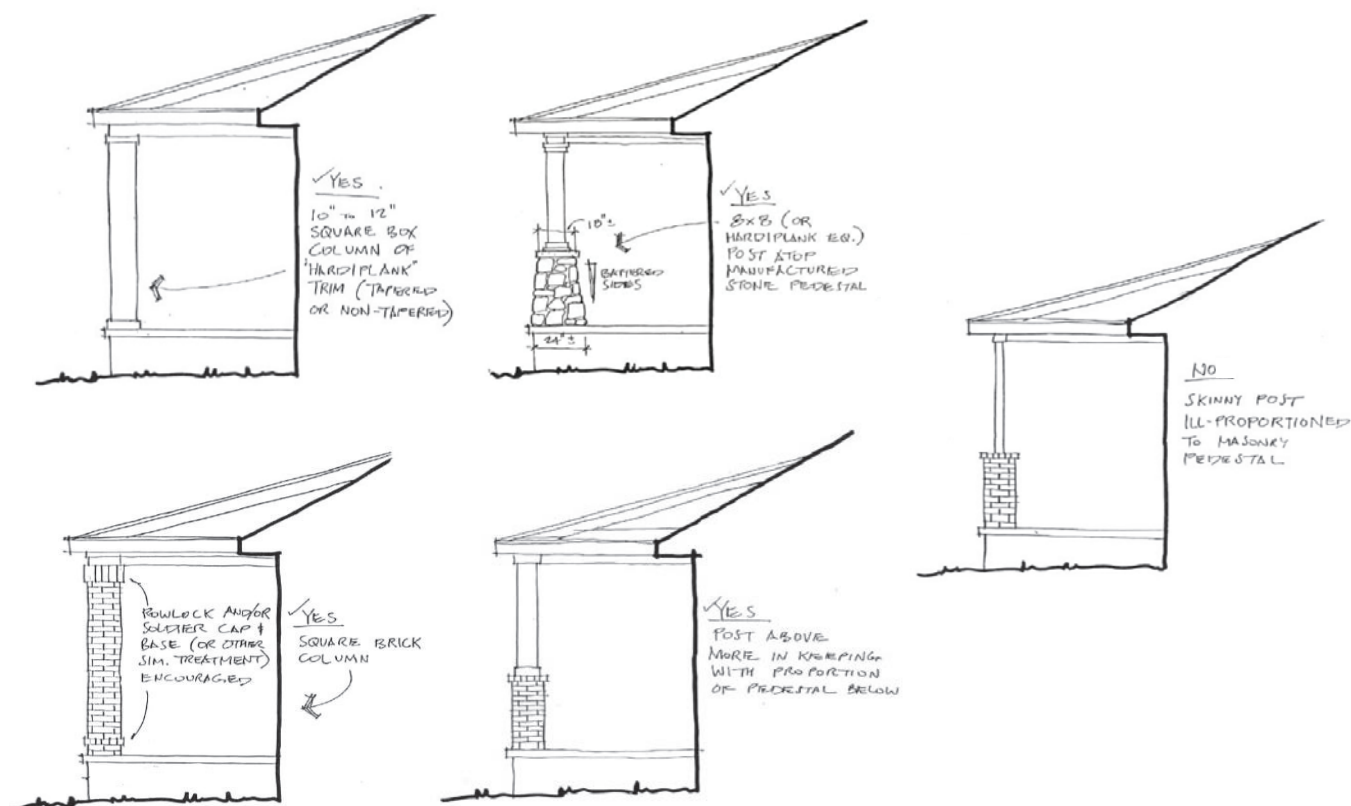 ✓YES.
10" TO 12"
SQUARE BOX
COLUMN OF
"HARDIPLANK"
TRIM (TAPERED
OR NON-TAPERED)
✓YES
8x8 (OR
HARDIPLANK EQ.)
POST ATOP
MANUFACTURED
STONE PEDESTAL
18"±
BATTERED
SIDES
24"±
NO
SKINNY POST
ILL-PROPORTIONED
TO MASONRY
PEDESTAL
ROWLOCK AND/OR
SOLDIER CAP &
BASE (OR OTHER
SIM. TREATMENT)
ENCOURAGED
✓YES
SQUARE BRICK
COLUMN
✓YES
POST ABOVE
MORE IN KEEPING
WITH PROPORTION
OF PEDESTAL BELOW